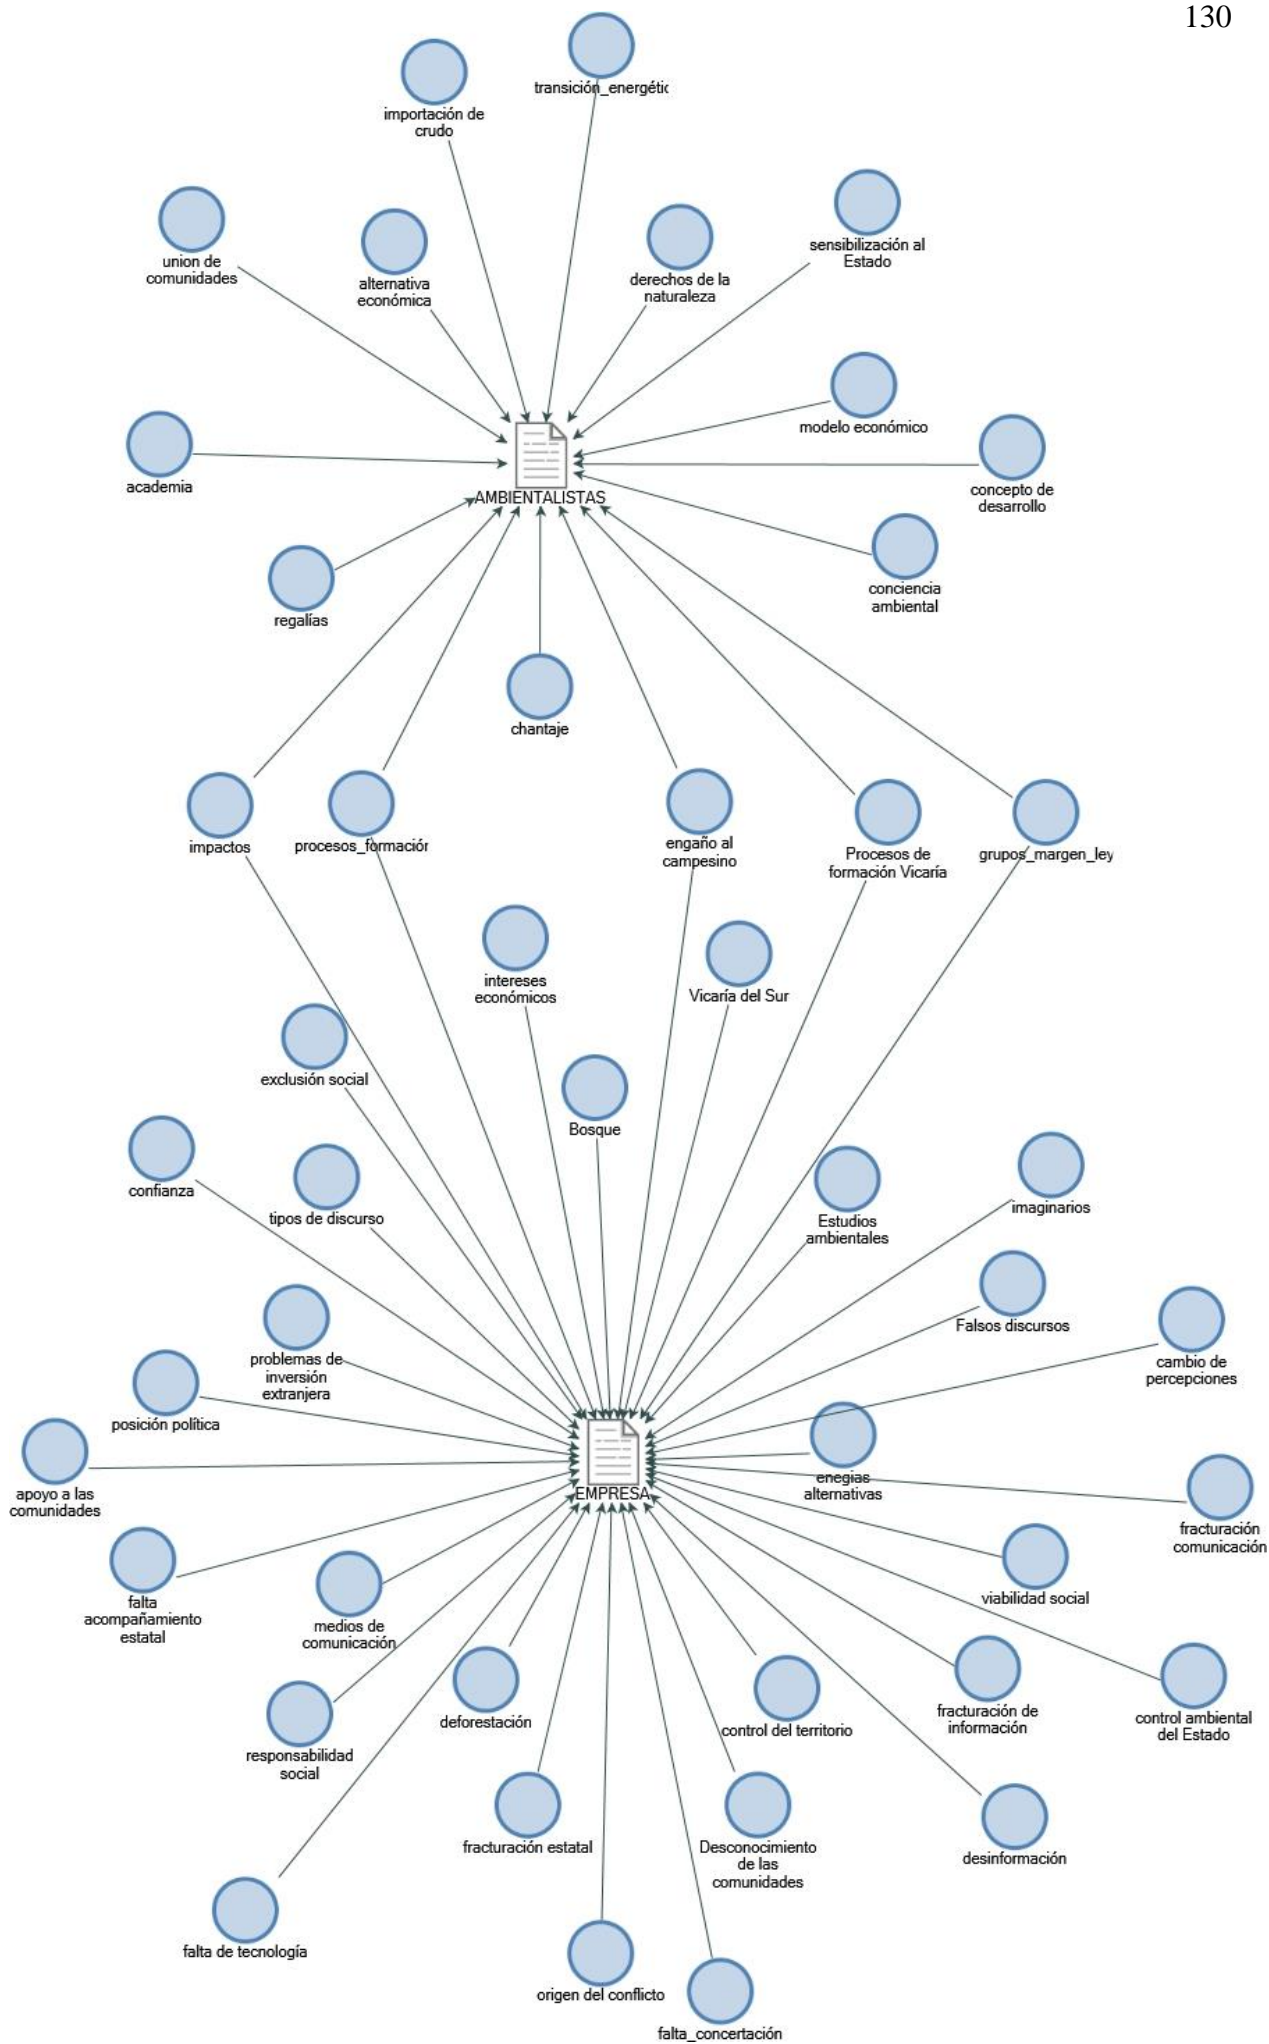 130
transición_energétic
importación de
crudo
sensibilización al
Estado
union de
comunidades
alternativa
económica
derechos de la
naturaleza
modelo económico
academia
concepto de
desarrollo
AMBIENTALISTAS
conciencia
ambiental
regalías
chantaje
impactos
procesos_formación
engaño al
campesino
Procesos de
formación Vicaría
grupos_margen_ley
intereses
económicos
Vicaría del Sur
exclusión social
Bosque
confianza
tipos de discurso
Estudios
ambientales
imaginarios
Falsos discursos
problemas de
inversión
extranjera
cambio de
percepciones
posición política
apoyo a las
comunidades
EMPRESA
enegias
alternativas
fracturación
comunicación
falta
acompañamiento
estatal
medios de
comunicación
viabilidad social
deforestación
control del territorio
fracturación de
información
control ambiental
del Estado
responsabilidad
social
fracturación estatal
Desconocimiento
de las
comunidades
desinformación
falta de tecnología
origen del conflicto
falta_concertación